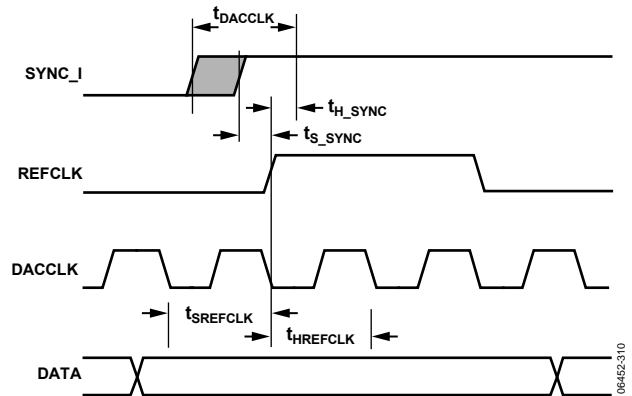 tDACCLK
SYNC_I
tH_SYNC
tS_SYNC
REFCLK
DACCLK
tSREFCLK
tHREFCLK
DATA
06452-310